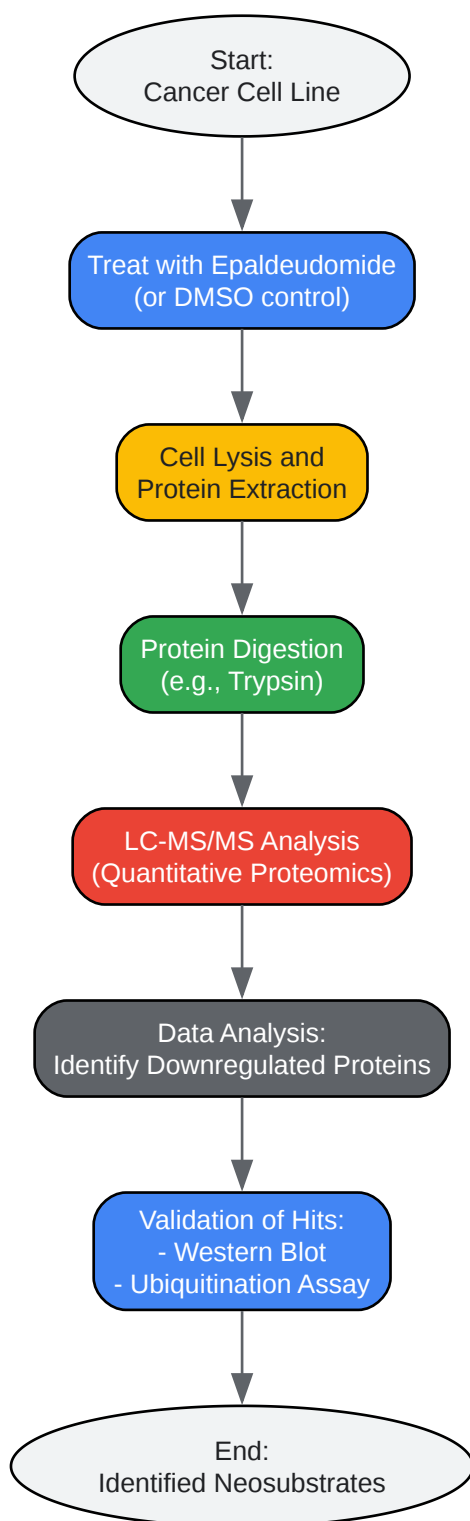 Start:
Cancer Cell Line
Treat with Epaldeudomide
(or DMSO control)
Cell Lysis and
Protein Extraction
Protein Digestion
(e.g., Trypsin)
LC-MS/MS Analysis
(Quantitative Proteomics)
Data Analysis:
Identify Downregulated Proteins
Validation of Hits:
- Western Blot
- Ubiquitination Assay
End:
Identified Neosubstrates